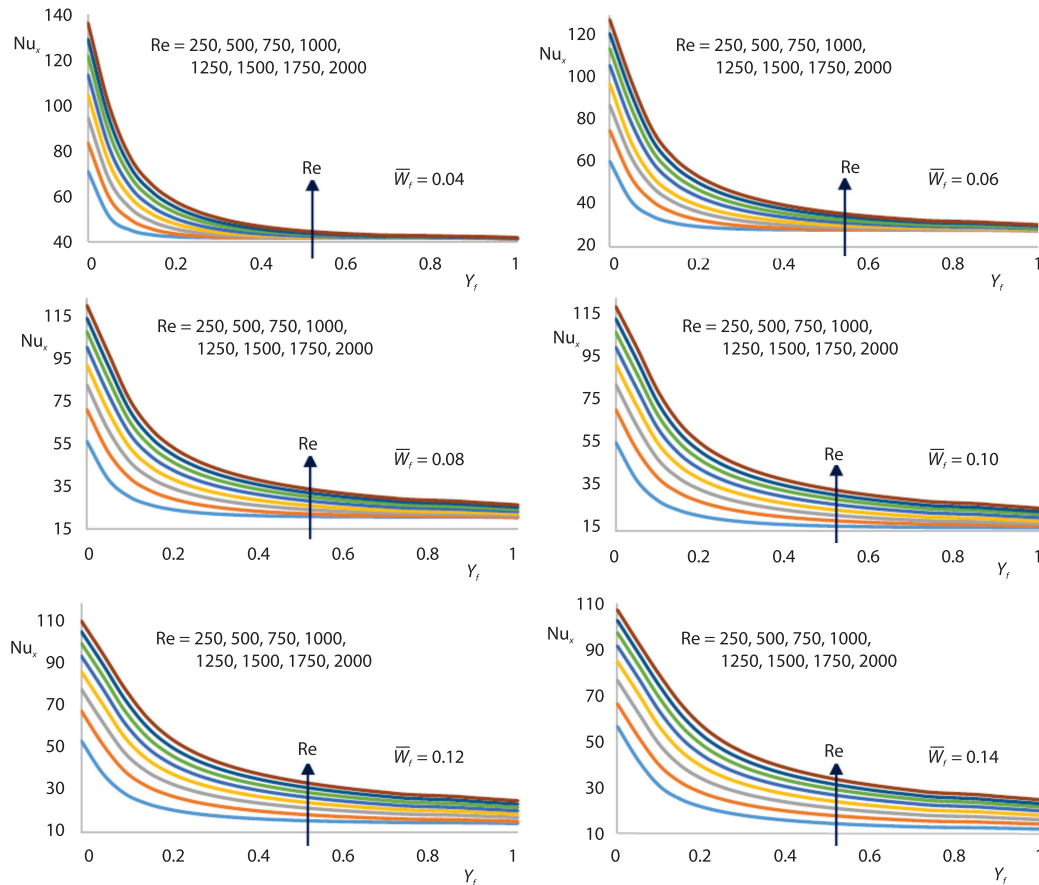 140
Nuₓ
Re = 250, 500, 750, 1000,
1250, 1500, 1750, 2000
120
100
80
Re
W̅_f = 0.04
60
40
0 0.2 0.4 0.6 0.8 1
Y_f
Nuₓ
120
Re = 250, 500, 750, 1000,
1250, 1500, 1750, 2000
100
80
60
Re
W̅_f = 0.06
40
20
0 0.2 0.4 0.6 0.8 1
Y_f
115
Nuₓ
Re = 250, 500, 750, 1000,
1250, 1500, 1750, 2000
95
75
55
Re
W̅_f = 0.08
35
15
0 0.2 0.4 0.6 0.8 1
Y_f
115
Nuₓ
Re = 250, 500, 750, 1000,
1250, 1500, 1750, 2000
95
75
55
Re
W̅_f = 0.10
35
15
0 0.2 0.4 0.6 0.8 1
Y_f
110
Nuₓ
Re = 250, 500, 750, 1000,
1250, 1500, 1750, 2000
90
70
50
Re
W̅_f = 0.12
30
10
0 0.2 0.4 0.6 0.8 1
Y_f
110
Nuₓ
Re = 250, 500, 750, 1000,
1250, 1500, 1750, 2000
90
70
50
Re
W̅_f = 0.14
30
10
0 0.2 0.4 0.6 0.8 1
Y_f